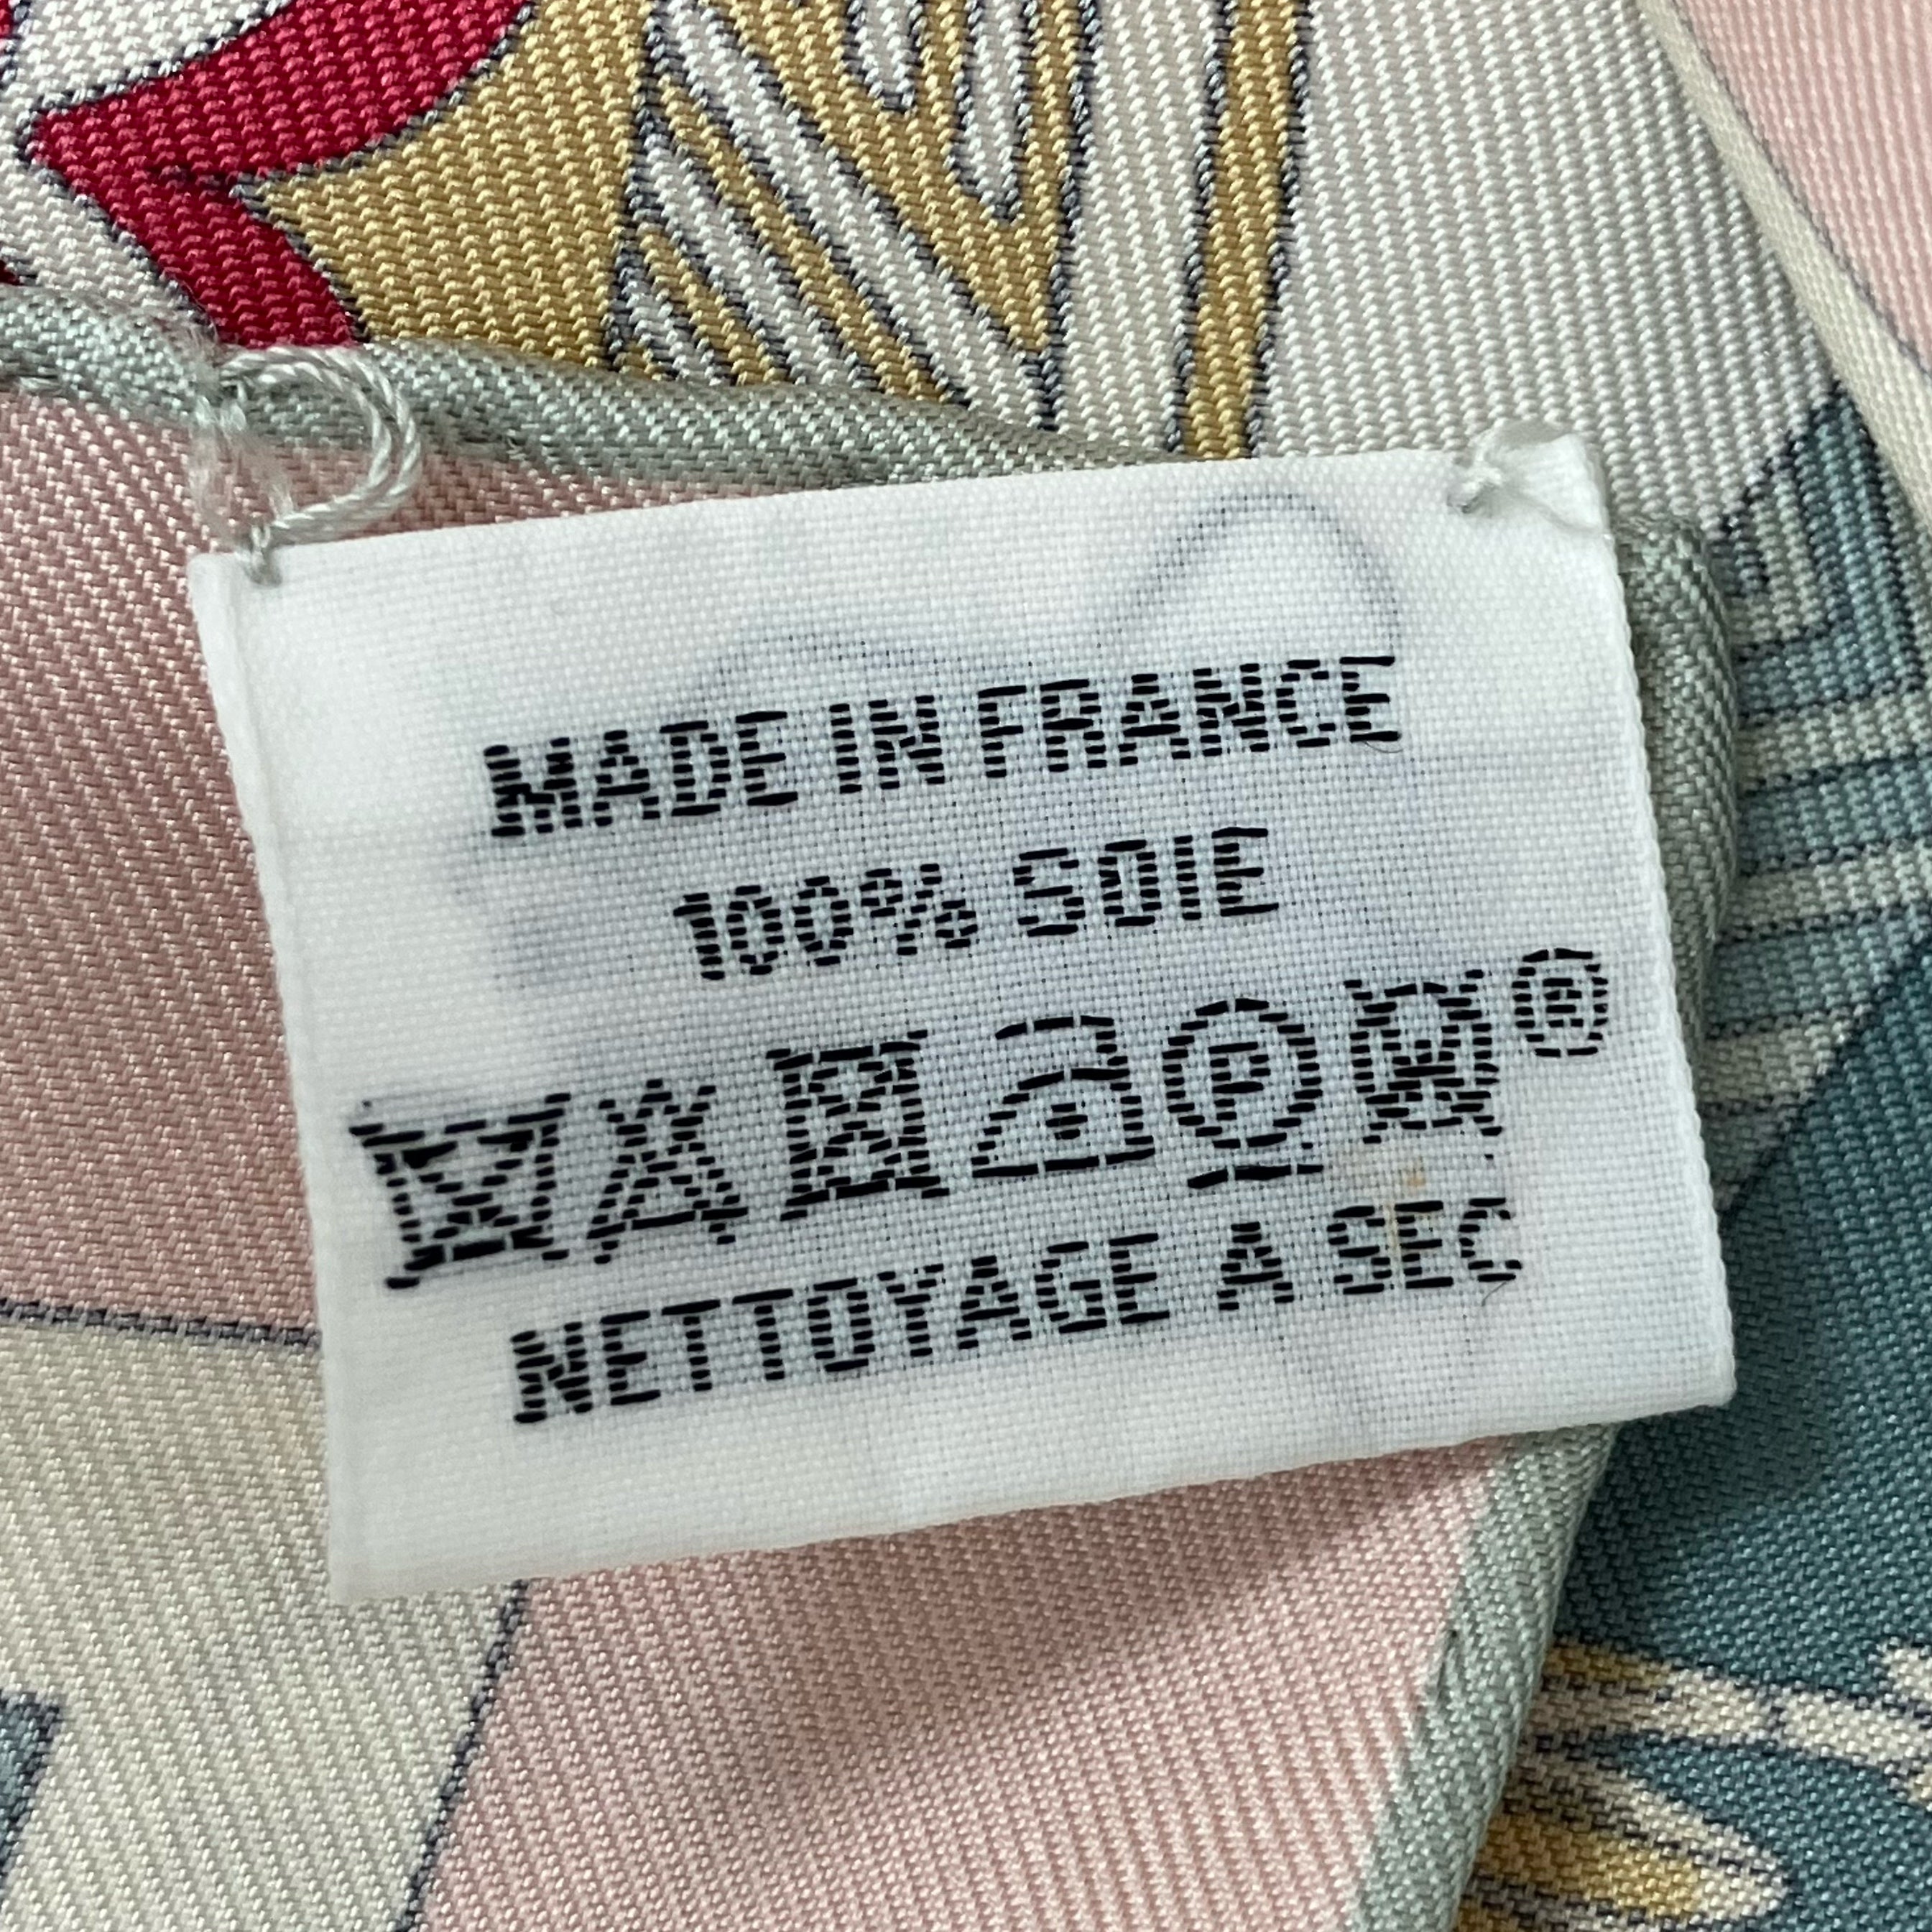 MADE IN FRANCE
100% SOIE
P W ®
NETTOYAGE A SEC